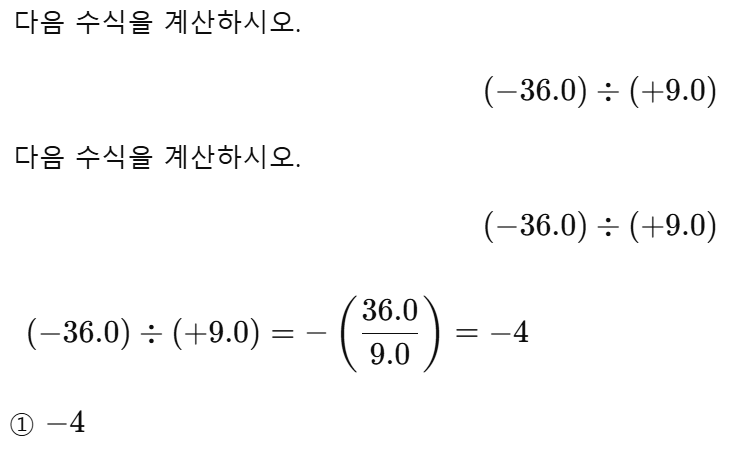 다음 수식을 계산하시오.
(−36.0) ÷ (+9.0)
다음 수식을 계산하시오.
(−36.0) ÷ (+9.0)
(−36.0) ÷ (+9.0) = −(36.0/9.0) = −4
① −4